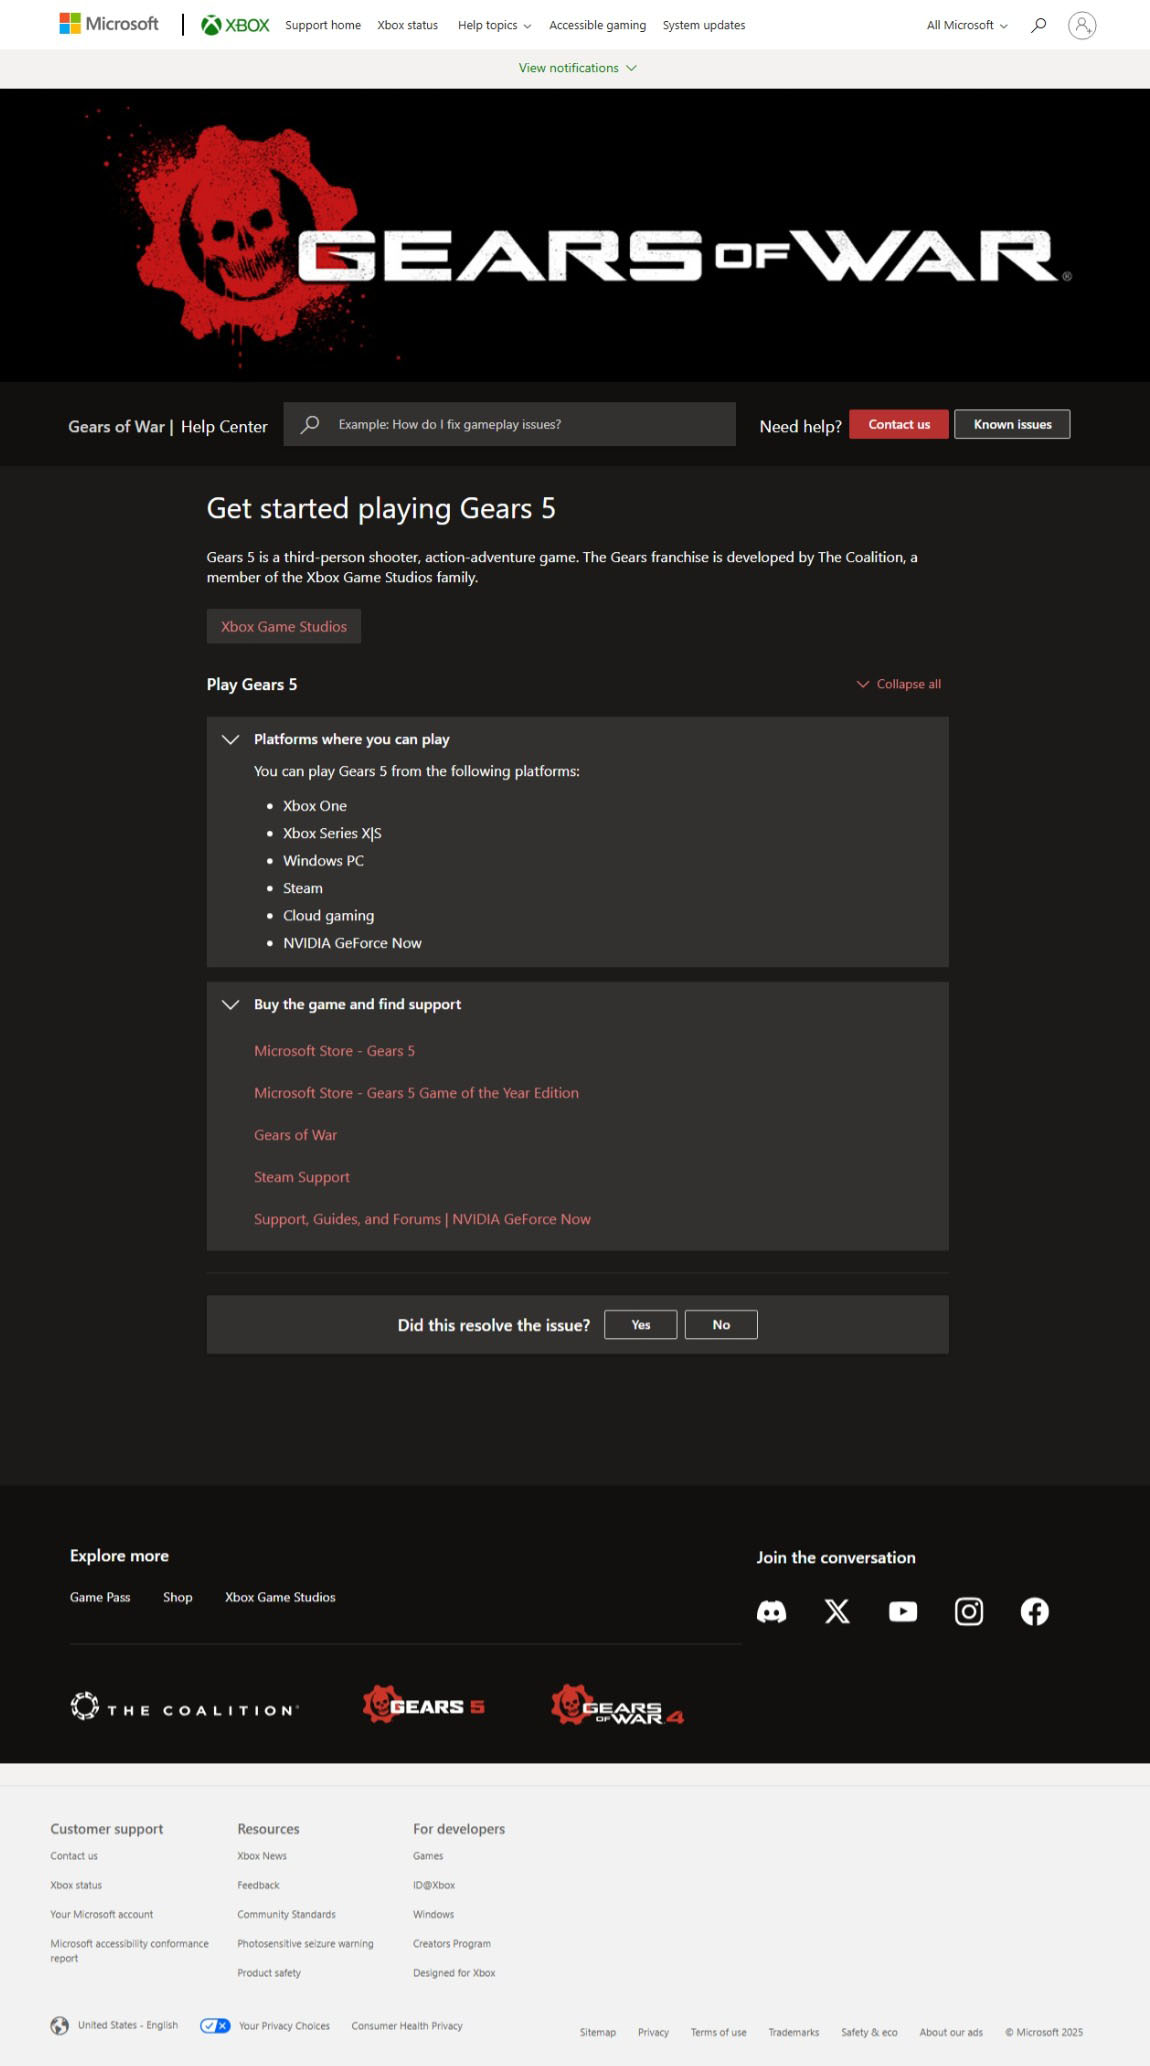 Microsoft
XBOX
Support home
Xbox status
Help topics
Accessible gaming
System updates
All Microsoft
View notifications
GEARS OF WAR®
Gears of War | Help Center
Example: How do I fix gameplay issues?
Need help?
Contact us
Known issues
Get started playing Gears 5
Gears 5 is a third-person shooter, action-adventure game. The Gears franchise is developed by The Coalition, a
member of the Xbox Game Studios family.
Xbox Game Studios
Play Gears 5
Collapse all
Platforms where you can play
You can play Gears 5 from the following platforms:
Xbox One
Xbox Series X|S
Windows PC
Steam
Cloud gaming
NVIDIA GeForce Now
Buy the game and find support
Microsoft Store - Gears 5
Microsoft Store - Gears 5 Game of the Year Edition
Gears of War
Steam Support
Support, Guides, and Forums | NVIDIA GeForce Now
Did this resolve the issue?
Yes
No
Explore more
Game Pass
Shop
Xbox Game Studios
Join the conversation
THE COALITION
GEARS 5
GEARS OF WAR 4
Customer support
Contact us
Xbox status
Your Microsoft account
Microsoft accessibility conformance
report
Resources
Xbox News
Feedback
Community Standards
Photosensitive seizure warning
Product safety
For developers
Games
ID@Xbox
Windows
Creators Program
Designed for Xbox
United States - English
Your Privacy Choices
Consumer Health Privacy
Sitemap
Privacy
Terms of use
Trademarks
Safety & eco
About our ads
© Microsoft 2025